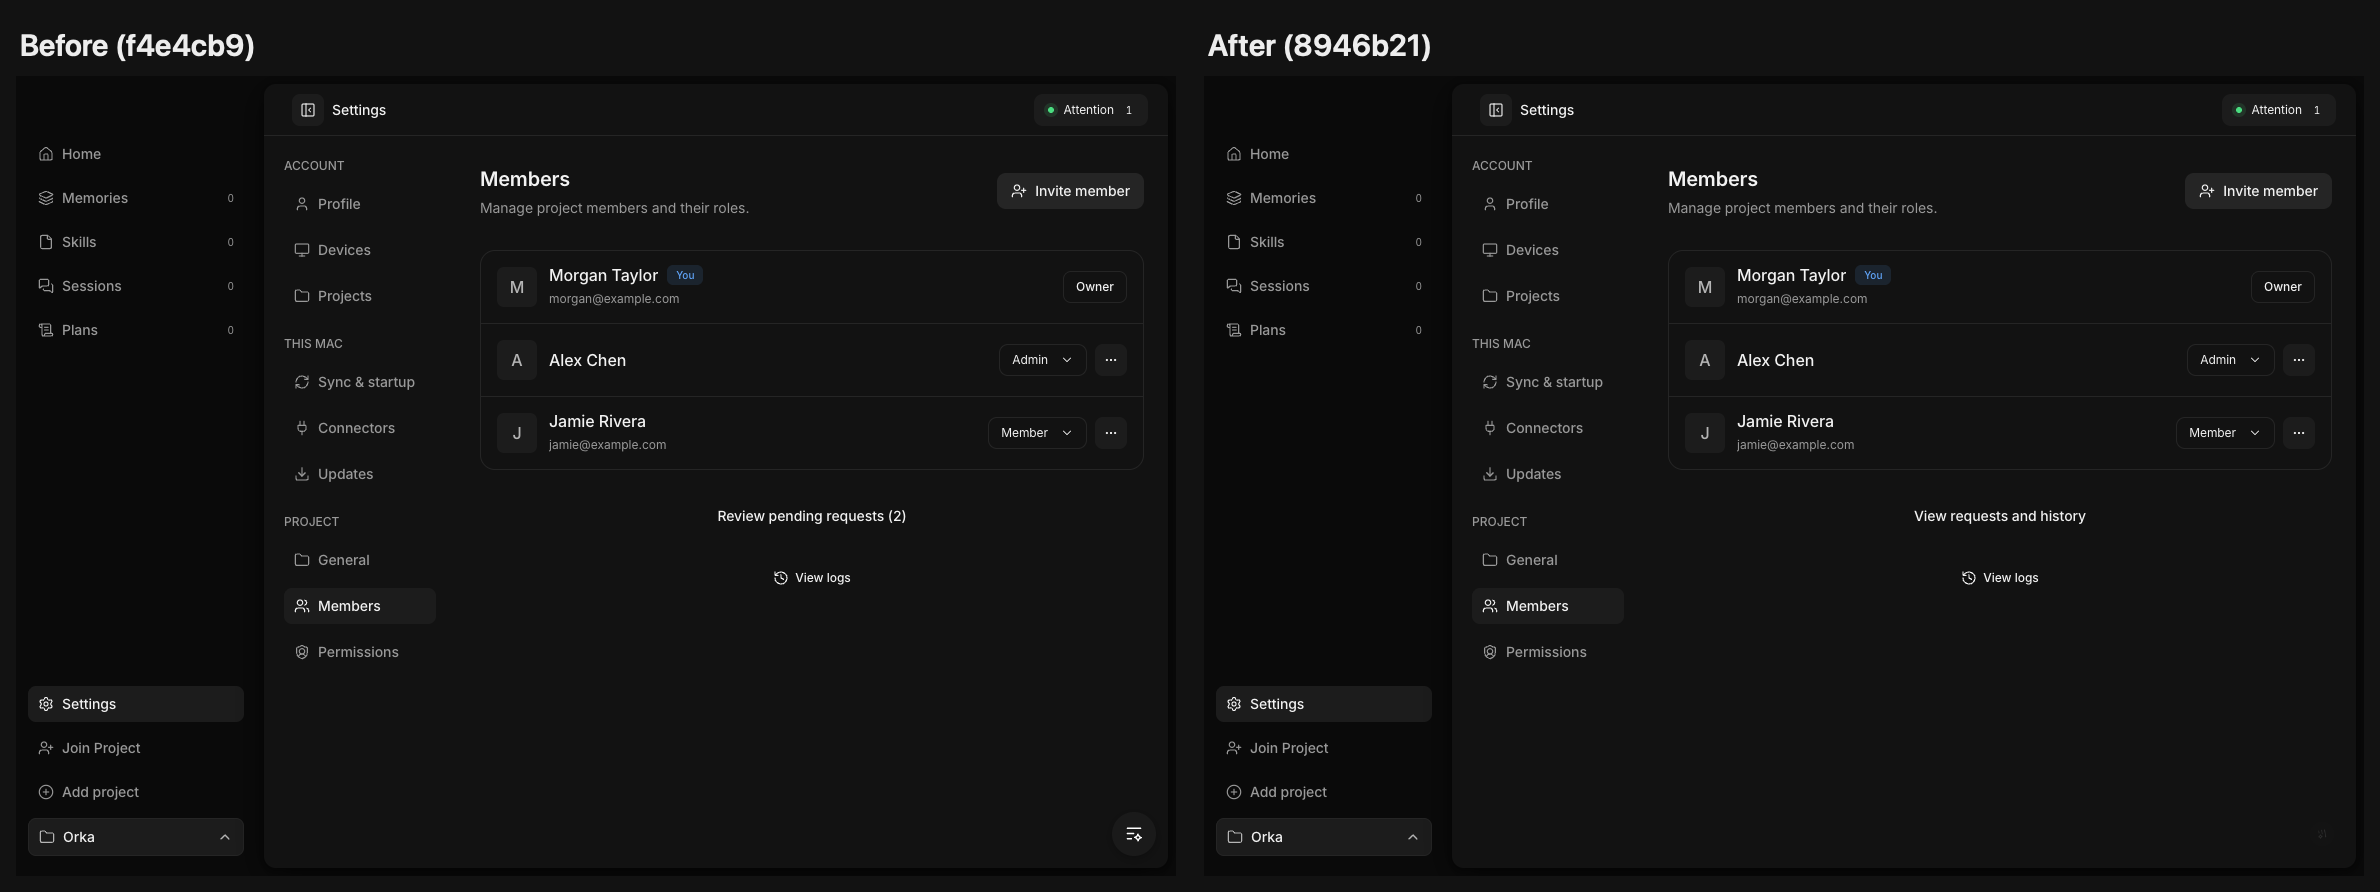 Before (f4e4cb9)
Home
Memories 0
Skills 0
Sessions 0
Plans 0
Settings
Join Project
Add project
Orka
Settings
Attention 1
ACCOUNT
Profile
Devices
Projects
THIS MAC
Sync & startup
Connectors
Updates
PROJECT
General
Members
Permissions
Members
Manage project members and their roles.
Invite member
M
Morgan Taylor You
morgan@example.com
Owner
A
Alex Chen
Admin
J
Jamie Rivera
jamie@example.com
Member
Review pending requests (2)
View logs
After (8946b21)
Home
Memories 0
Skills 0
Sessions 0
Plans 0
Settings
Join Project
Add project
Orka
Settings
Attention 1
ACCOUNT
Profile
Devices
Projects
THIS MAC
Sync & startup
Connectors
Updates
PROJECT
General
Members
Permissions
Members
Manage project members and their roles.
Invite member
M
Morgan Taylor You
morgan@example.com
Owner
A
Alex Chen
Admin
J
Jamie Rivera
jamie@example.com
Member
View requests and history
View logs